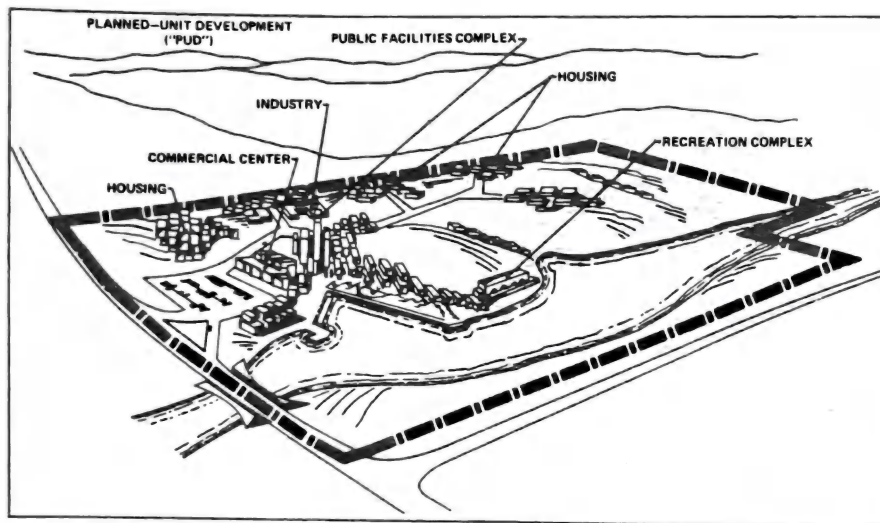 PLANNED-UNIT DEVELOPMENT
("PUD")
PUBLIC FACILITIES COMPLEX
HOUSING
INDUSTRY
RECREATION COMPLEX
COMMERCIAL CENTER
HOUSING